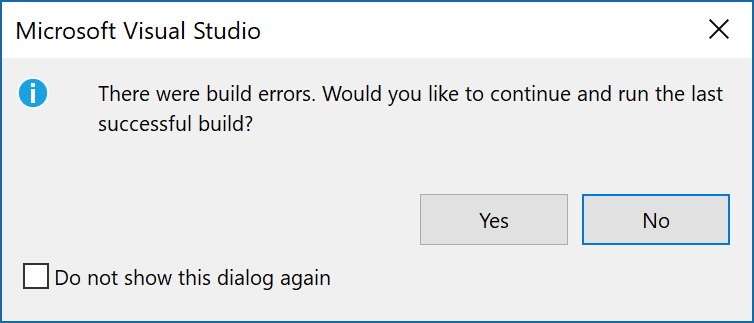 Microsoft Visual Studio
There were build errors. Would you like to continue and run the last
successful build?
Yes
No
Do not show this dialog again